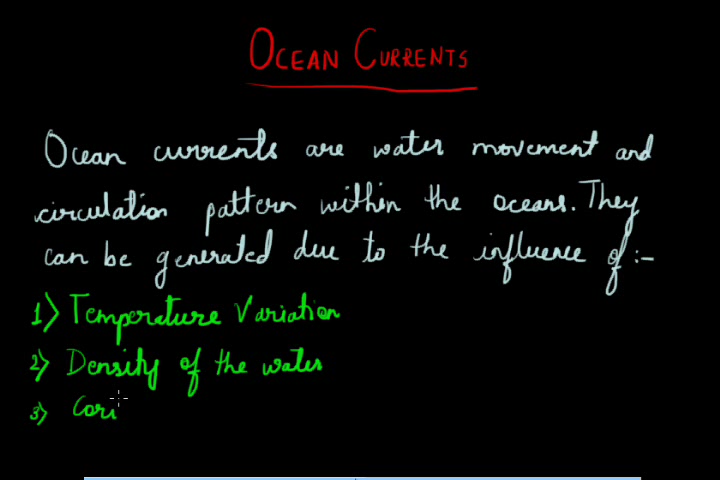 OCEAN CURRENTS
Ocean currents are water movement and
circulation pattern within the oceans. They
can be generated due to the influence of :-
1) Temperature Variation
2) Density of the water
3) Cori